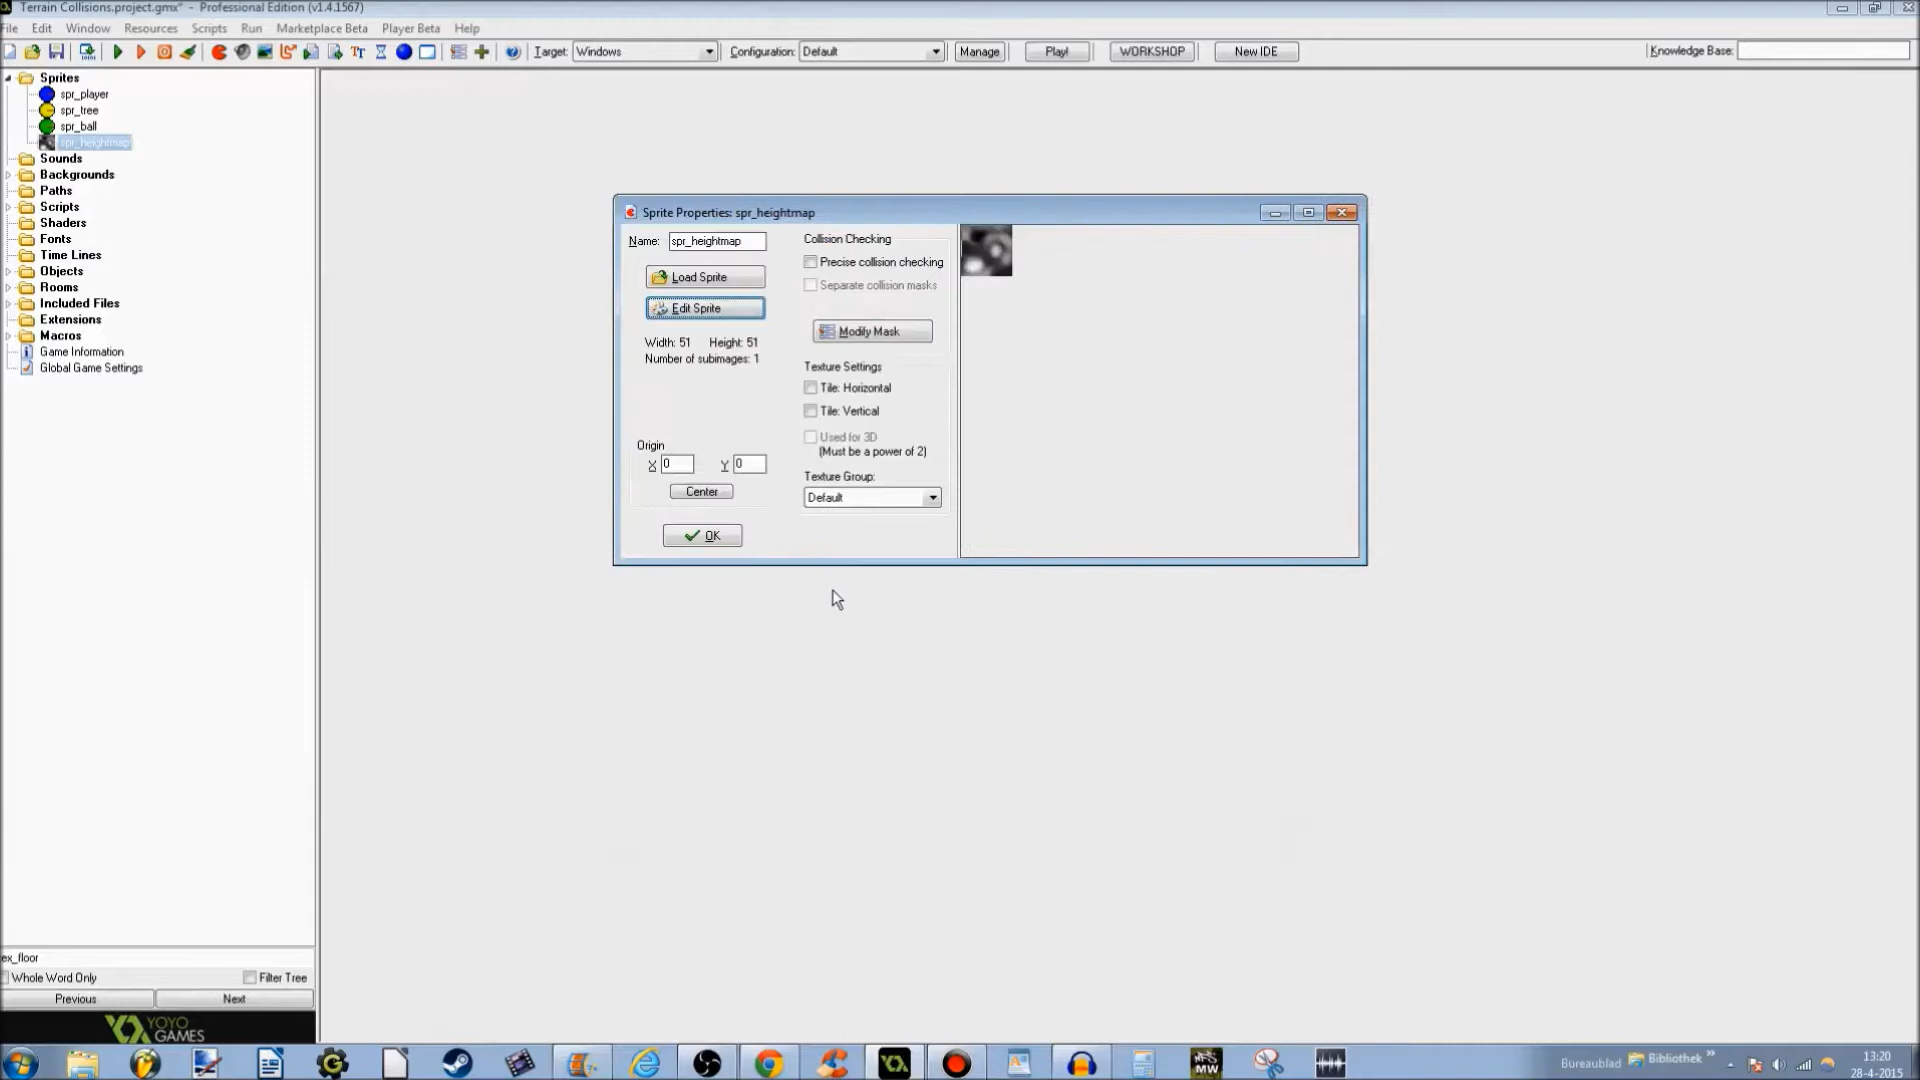 Terrain Collisions.project.gmx* - Professional Edition (v1.4.1567)
File Edit Window Resources Scripts Run Marketplace Beta Player Beta Help
Target: Windows Configuration: Default Manage Play! WORKSHOP New IDE Knowledge Base:
Sprites
spr_player
spr_tree
spr_ball
spr_heightmap
Sounds
Backgrounds
Paths
Scripts
Shaders
Fonts
Time Lines
Objects
Rooms
Included Files
Extensions
Macros
Game Information
Global Game Settings
Sprite Properties: spr_heightmap
Name: spr_heightmap
Load Sprite
Edit Sprite
Width: 51 Height: 51
Number of subimages: 1
Origin
X 0 Y 0
Center
OK
Collision Checking
Precise collision checking
Separate collision masks
Modify Mask
Texture Settings
Tile: Horizontal
Tile: Vertical
Used for 3D
(Must be a power of 2)
Texture Group:
Default
ex_floor
Whole Word Only Filter Tree
Previous Next
YOYO
GAMES
MW
Bureaublad Bibliothek »
13:20
28-4-2015